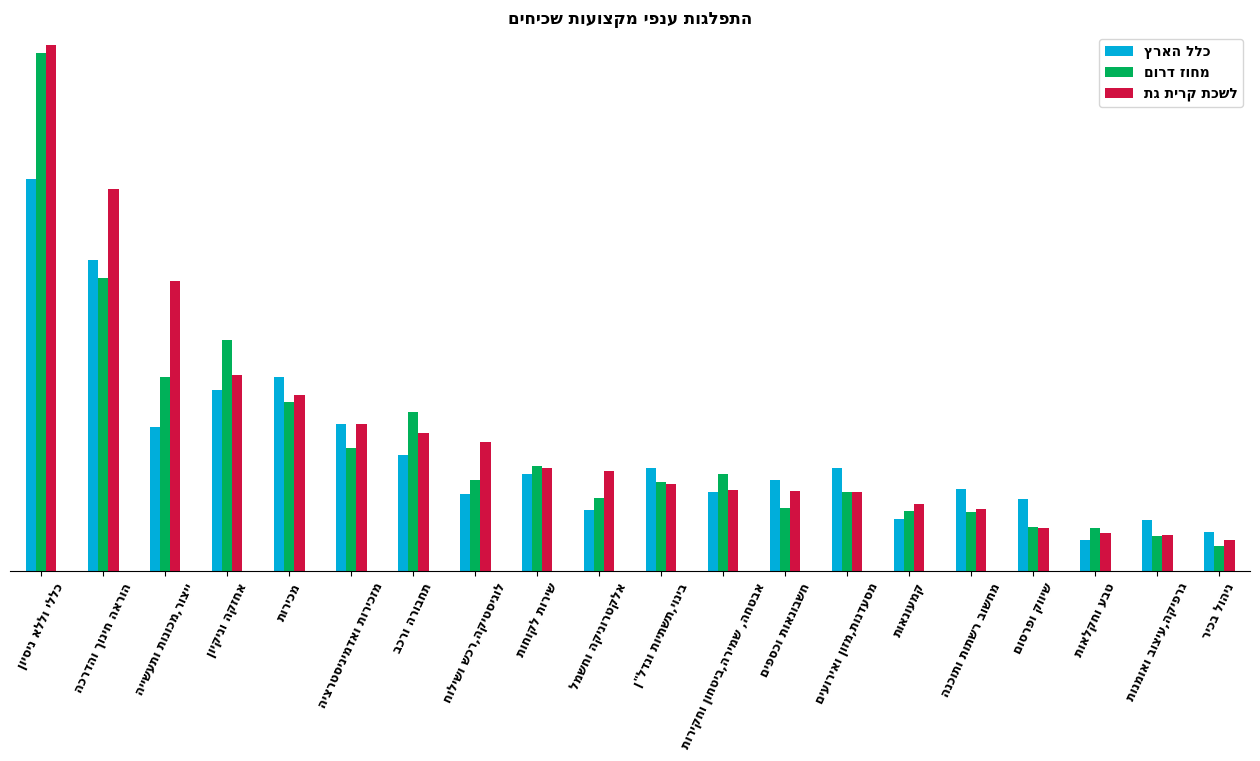 התפלגות ענפי מקצועות שכיחים
כלל הארץ
מחוז דרום
לשכת קרית גת
כללי וללא ניסיון
הוראה חינוך והדרכה
ייצור,מכונות ותעשייה
אחזקה וניקיון
מכירות
מזכירות ואדמיניסטרציה
תחבורה ורכב
לוגיסטיקה,רכש ושילוח
שירות לקוחות
אלקטרוניקה וחשמל
בינוי,תשתיות ונדל"ן
אבטחה, שמירה,ביטחון וחקירות
חשבונאות וכספים
מסעדנות,מזון ואירועים
קמעונאות
מחשוב רשתות ותוכנה
שיווק ופרסום
טבע וחקלאות
גרפיקה,עיצוב ואומנות
ניהול בכיר